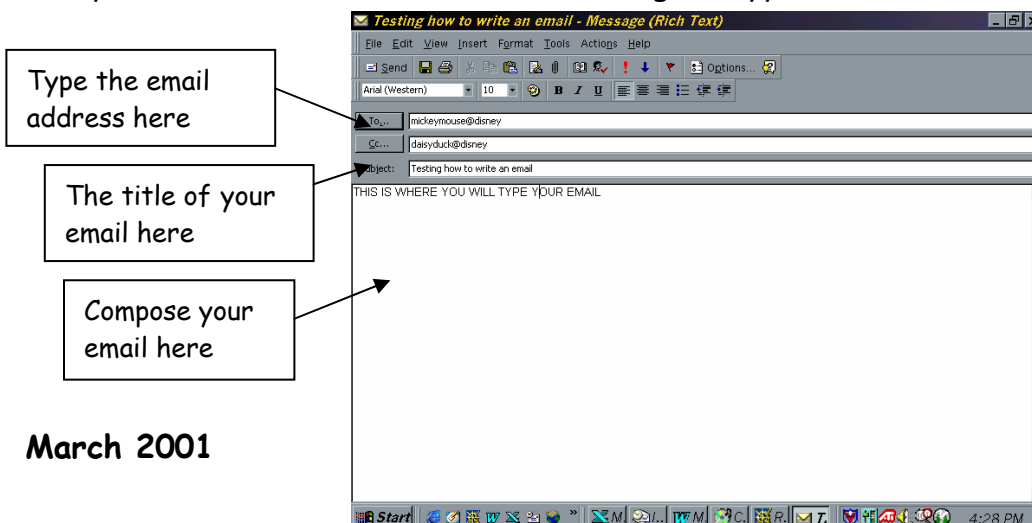 Testing how to write an email - Message (Rich Text)
File Edit View Insert Format Tools Actions Help
Send Options...
Arial (Western) 10 B I U
Type the email
address here
To... mickeymouse@disney
Cc... daisyduck@disney
Subject: Testing how to write an email
The title of your
email here
THIS IS WHERE YOU WILL TYPE YOUR EMAIL
Compose your
email here
March 2001
Start M. I.. M. C. R. T. 4:28 PM